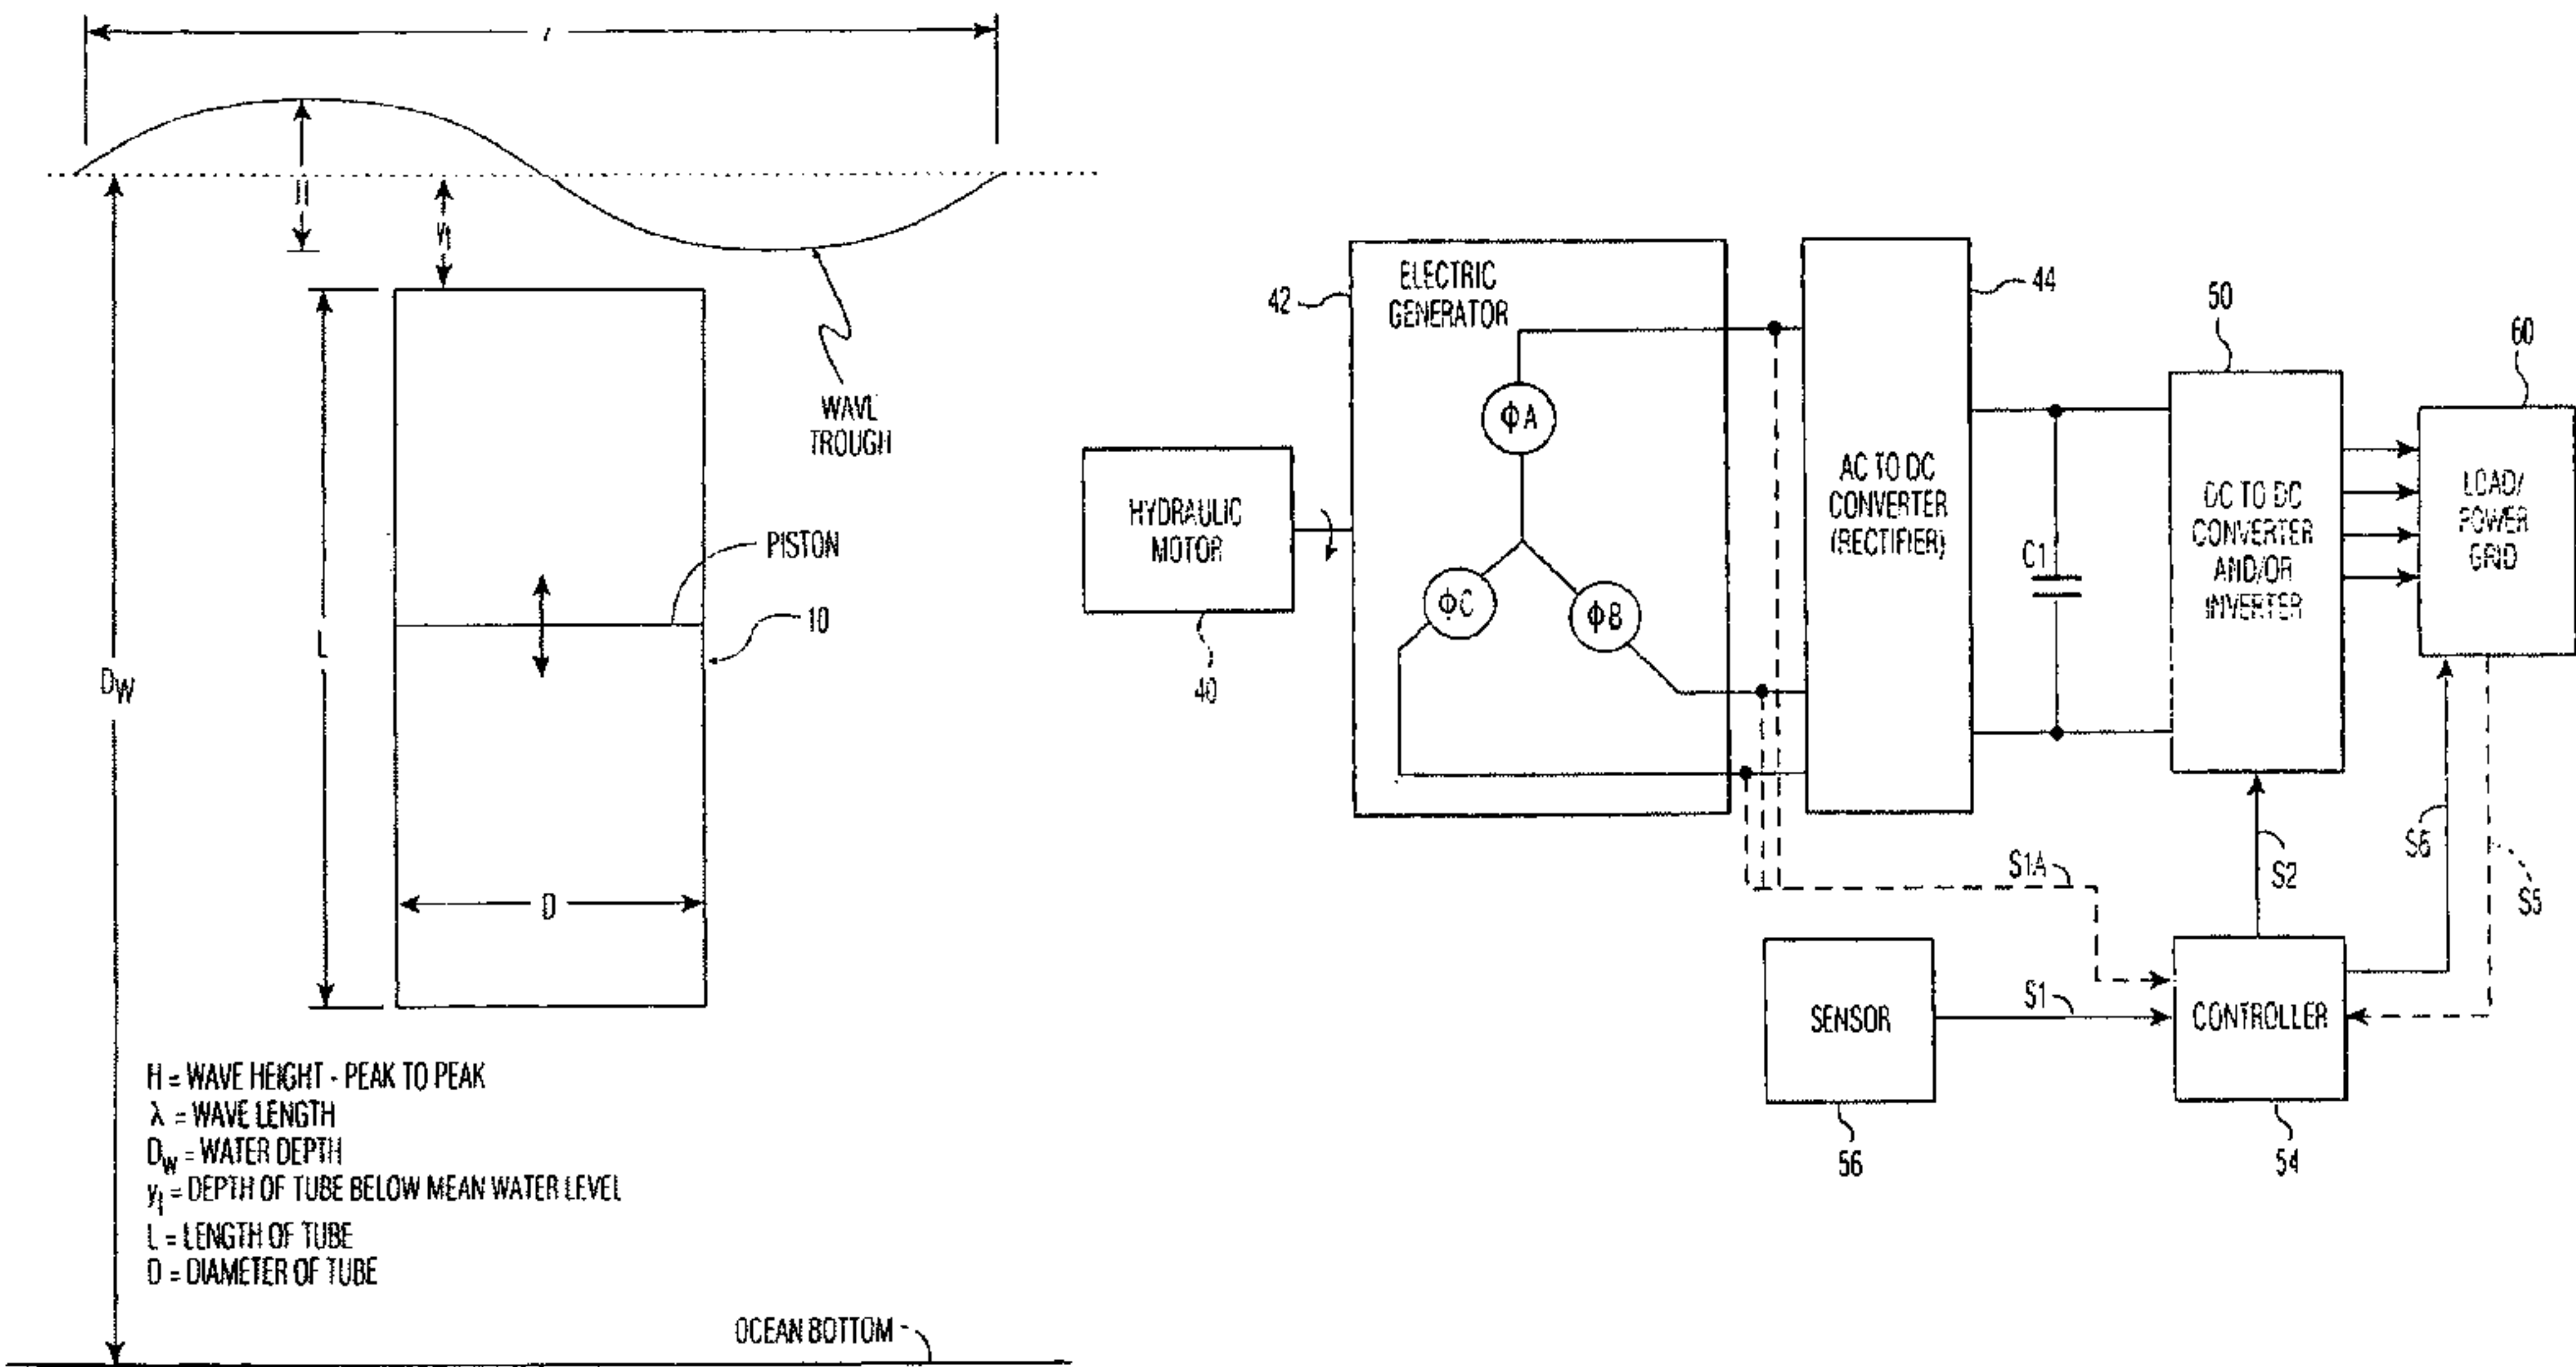 H
y₁
WAVE
TROUGH
PISTON
10
L
D_W
D
H = WAVE HEIGHT - PEAK TO PEAK
λ = WAVE LENGTH
D_W = WATER DEPTH
y₁ = DEPTH OF TUBE BELOW MEAN WATER LEVEL
L = LENGTH OF TUBE
D = DIAMETER OF TUBE
OCEAN BOTTOM
HYDRAULIC
MOTOR
40
42
ELECTRIC
GENERATOR
ΦA
ΦC
ΦB
44
AC TO DC
CONVERTER
(RECTIFIER)
C1
50
DC TO DC
CONVERTER
AND/OR
INVERTER
60
LOAD/
POWER
GRID
S1A
S2
S6
S5
SENSOR
56
S1
CONTROLLER
54